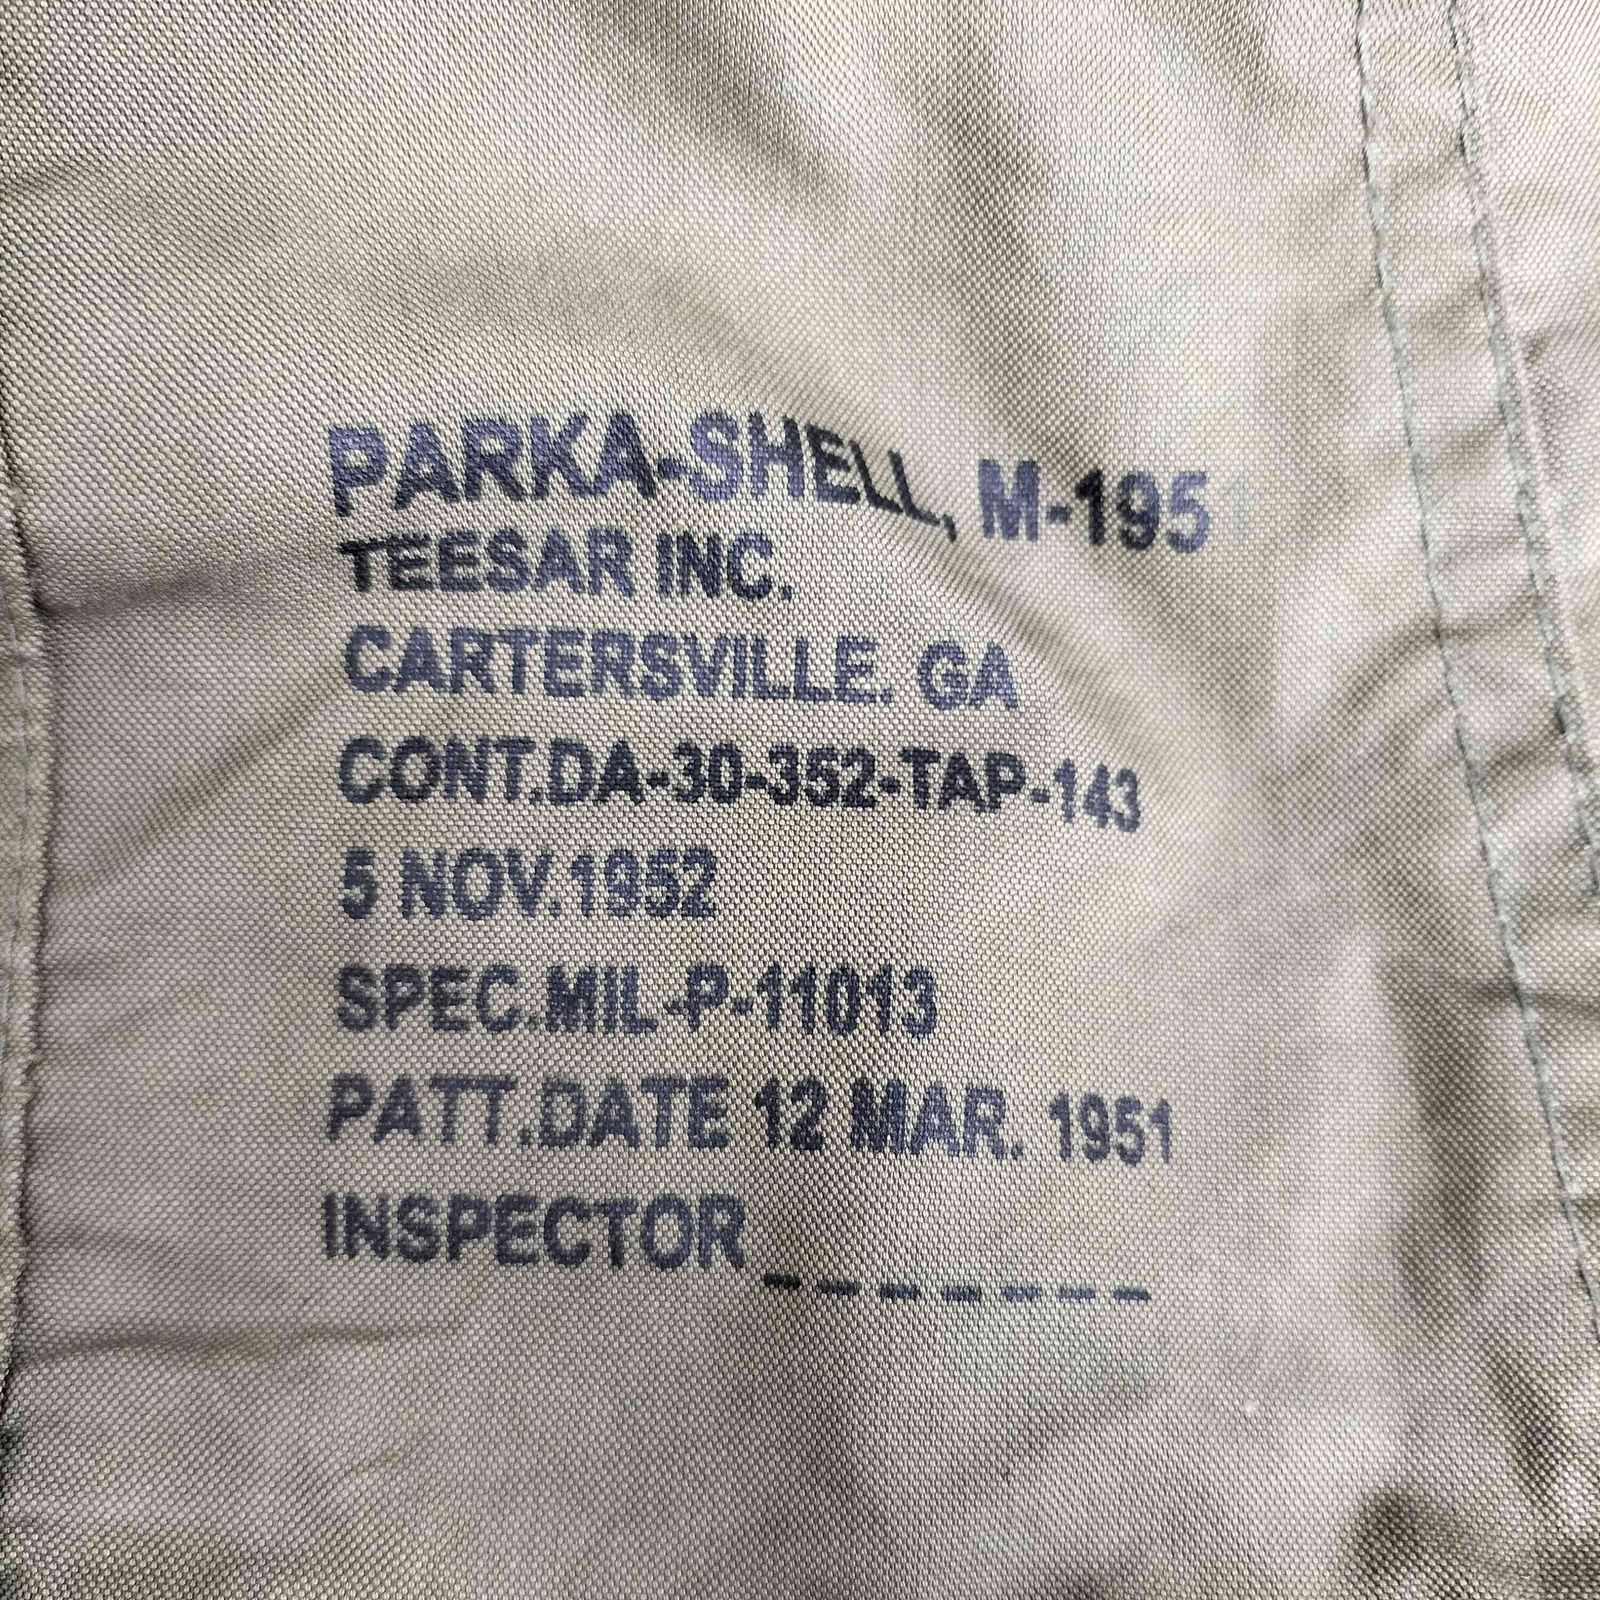 PARKA-SHELL, M-195
TEESAR INC.
CARTERSVILLE. GA
CONT.DA-30-352-TAP-143
5 NOV.1952
SPEC.MIL-P-11013
PATT.DATE 12 MAR. 1951
INSPECTOR_ _ _ _ _ _ _